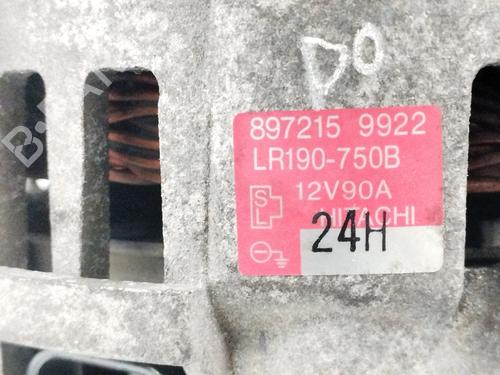 DO
897215 9922
LR190-750B
S
L
12V90A
HITACHI
24H